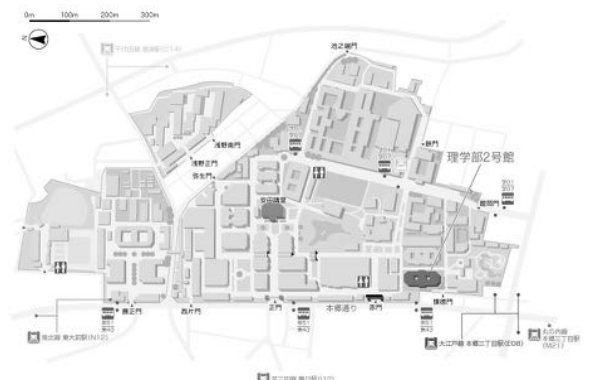 0m 100m 200m 300m
N
千代田線 根津駅(C14)
池之端門
浅野南門
浅野正門
弥生門
鉄門
理学部2号館
安田講堂
龍岡門
農正門
西片門
正門
本郷通り
赤門
懐徳門
南北線 東大前駅(N12)
大江戸線 本郷三丁目駅(E08)
丸の内線
本郷三丁目駅
(M21)